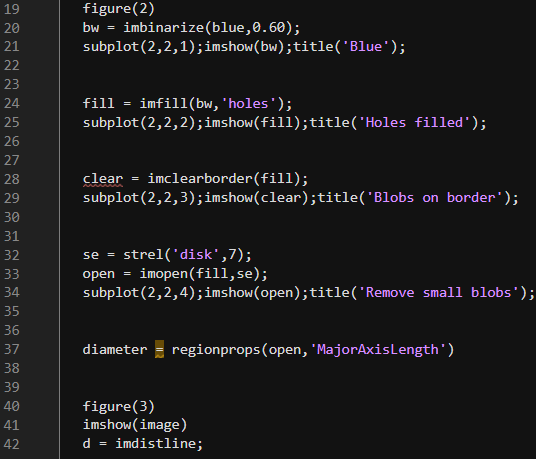 19 figure(2)
20 bw = imbinarize(blue,0.60);
21 subplot(2,2,1);imshow(bw);title('Blue');
22
23
24 fill = imfill(bw,'holes');
25 subplot(2,2,2);imshow(fill);title('Holes filled');
26
27
28 clear = imclearborder(fill);
29 subplot(2,2,3);imshow(clear);title('Blobs on border');
30
31
32 se = strel('disk',7);
33 open = imopen(fill,se);
34 subplot(2,2,4);imshow(open);title('Remove small blobs');
35
36
37 diameter = regionprops(open,'MajorAxisLength')
38
39
40 figure(3)
41 imshow(image)
42 d = imdistline;